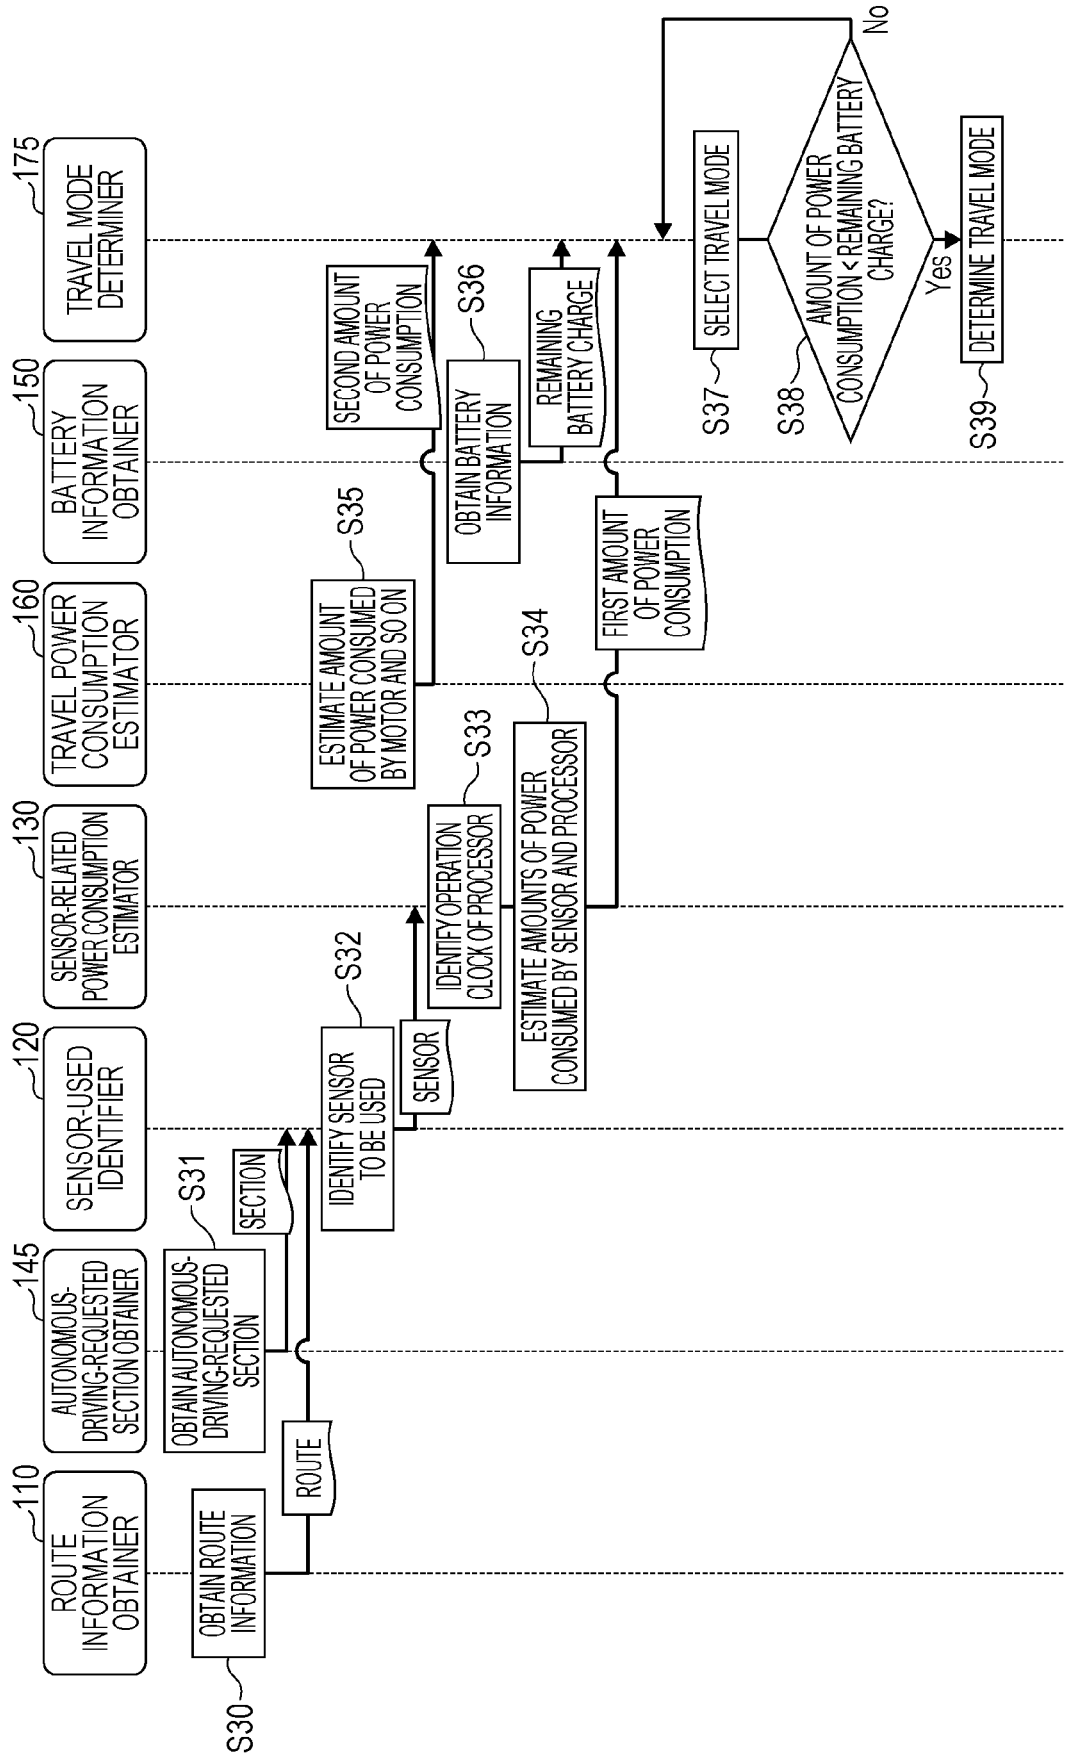 110
ROUTE
INFORMATION
OBTAINER
145
AUTONOMOUS-
DRIVING-REQUESTED
SECTION OBTAINER
120
SENSOR-USED
IDENTIFIER
130
SENSOR-RELATED
POWER CONSUMPTION
ESTIMATOR
160
TRAVEL POWER
CONSUMPTION
ESTIMATOR
150
BATTERY
INFORMATION
OBTAINER
175
TRAVEL MODE
DETERMINER
S30
OBTAIN ROUTE
INFORMATION
ROUTE
S31
OBTAIN AUTONOMOUS-
DRIVING-REQUESTED
SECTION
SECTION
S32
IDENTIFY SENSOR
TO BE USED
SENSOR
S33
IDENTIFY OPERATION
CLOCK OF PROCESSOR
S34
ESTIMATE AMOUNTS OF POWER
CONSUMED BY SENSOR AND PROCESSOR
FIRST AMOUNT
OF POWER
CONSUMPTION
S35
ESTIMATE AMOUNT
OF POWER CONSUMED
BY MOTOR AND SO ON
SECOND AMOUNT
OF POWER
CONSUMPTION
S36
OBTAIN BATTERY
INFORMATION
REMAINING
BATTERY CHARGE
S37
SELECT TRAVEL MODE
S38
AMOUNT OF POWER
CONSUMPTION < REMAINING BATTERY
CHARGE?
No
Yes
S39
DETERMINE TRAVEL MODE